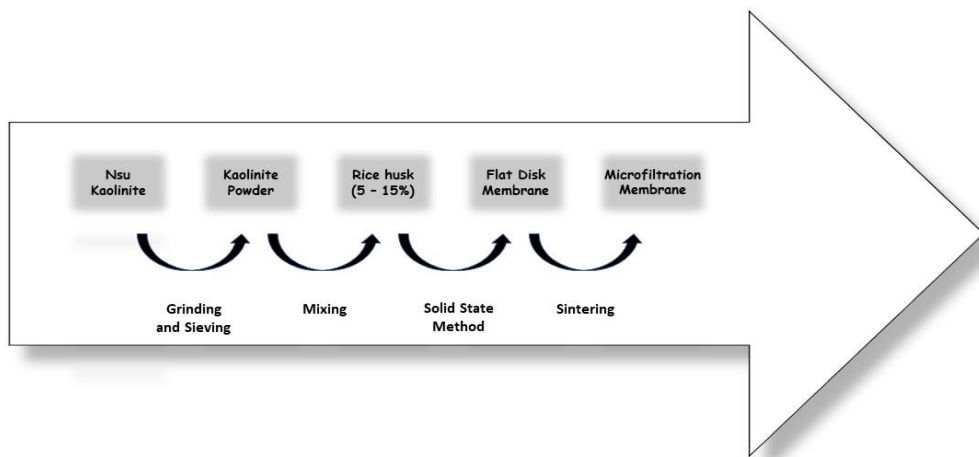 Nsu
Kaolinite
Kaolinite
Powder
Rice husk
(5 – 15%)
Flat Disk
Membrane
Microfiltration
Membrane
Grinding
and Sieving
Mixing
Solid State
Method
Sintering